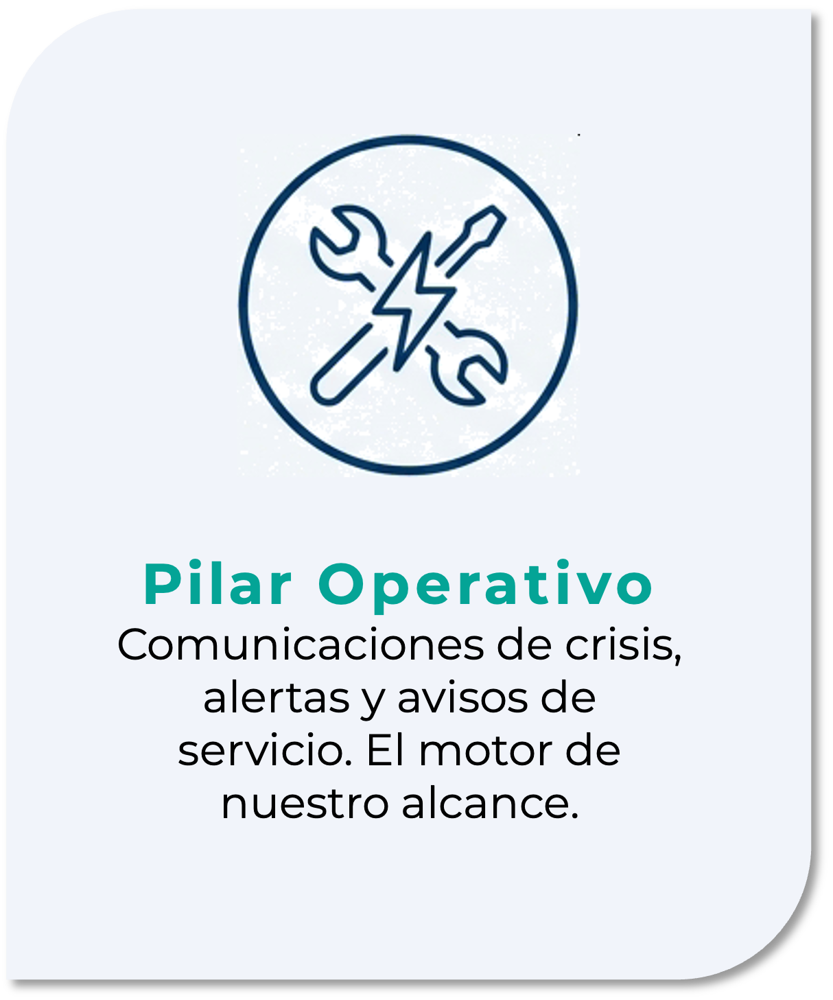 Pilar Operativo
Comunicaciones de crisis,
alertas y avisos de
servicio. El motor de
nuestro alcance.